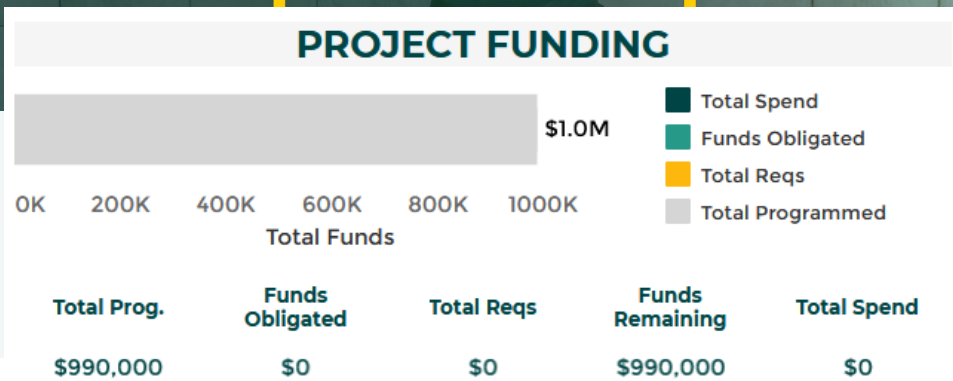 PROJECT FUNDING
$1.0M
Total Spend
Funds Obligated
Total Reqs
Total Programmed
0K 200K 400K 600K 800K 1000K
Total Funds
Total Prog. Funds Obligated Total Reqs Funds Remaining Total Spend
$990,000 $0 $0 $990,000 $0